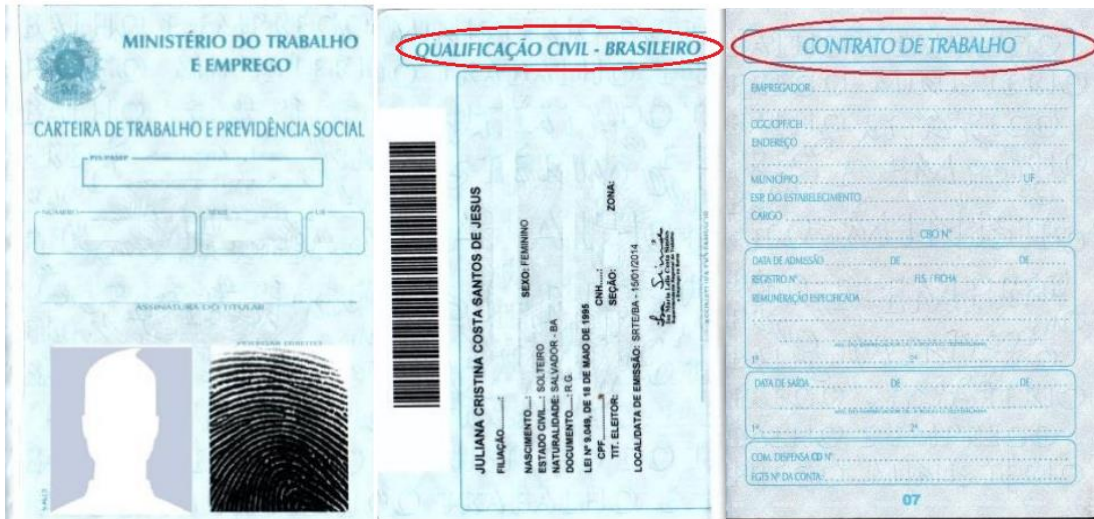 MINISTÉRIO DO TRABALHO
E EMPREGO
CARTEIRA DE TRABALHO E PREVIDÊNCIA SOCIAL
PIS/PASEP
NÚMERO SÉRIE UF
ASSINATURA DO TITULAR
POLEGAR DIREITO
QUALIFICAÇÃO CIVIL - BRASILEIRO
JULIANA CRISTINA COSTA SANTOS DE JESUS
FILIAÇÃO......:
NASCIMENTO....: SEXO: FEMININO
ESTADO CIVIL...: SOLTEIRO
NATURALIDADE: SALVADOR - BA
DOCUMENTO....: R.G.
LEI Nº 9.049, DE 18 DE MAIO DE 1995
CPF........: CNH.....:
TIT. ELEITOR: SEÇÃO: ZONA:
LOCAL/DATA DE EMISSÃO: SRTE/BA - 15/01/2014
CONTRATO DE TRABALHO
EMPREGADOR
CGC/CPF/CEI
ENDEREÇO
MUNICÍPIO UF
ESP. DO ESTABELECIMENTO
CARGO
CBO Nº
DATA DE ADMISSÃO DE DE
REGISTRO Nº FLS. / FICHA
REMUNERAÇÃO ESPECIFICADA
1ª 2ª
DATA DE SAÍDA DE DE
1ª 2ª
COM. DISPENSA CD Nº
FGTS Nº DA CONTA
07